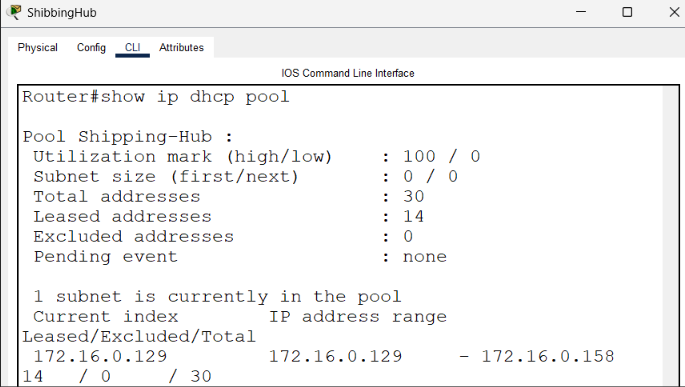 ShibbingHub
Physical Config CLI Attributes
IOS Command Line Interface
Router#show ip dhcp pool
Pool Shipping-Hub :
Utilization mark (high/low) : 100 / 0
Subnet size (first/next) : 0 / 0
Total addresses : 30
Leased addresses : 14
Excluded addresses : 0
Pending event : none
1 subnet is currently in the pool
Current index IP address range
Leased/Excluded/Total
172.16.0.129 172.16.0.129 - 172.16.0.158
14 / 0 / 30